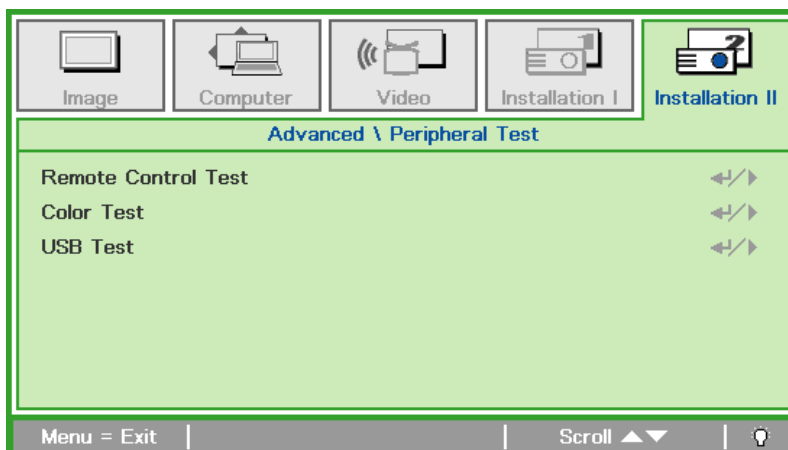 Image Computer Video Installation I Installation II
Advanced \ Peripheral Test
Remote Control Test
Color Test
USB Test
Menu = Exit Scroll